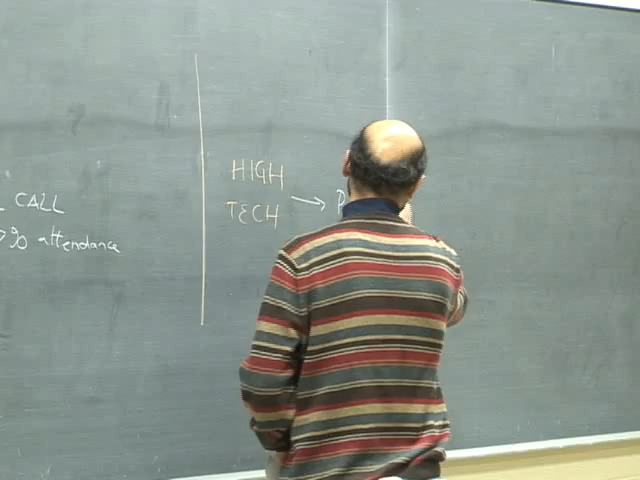 CALL
% attendance
HIGH
TECH → P